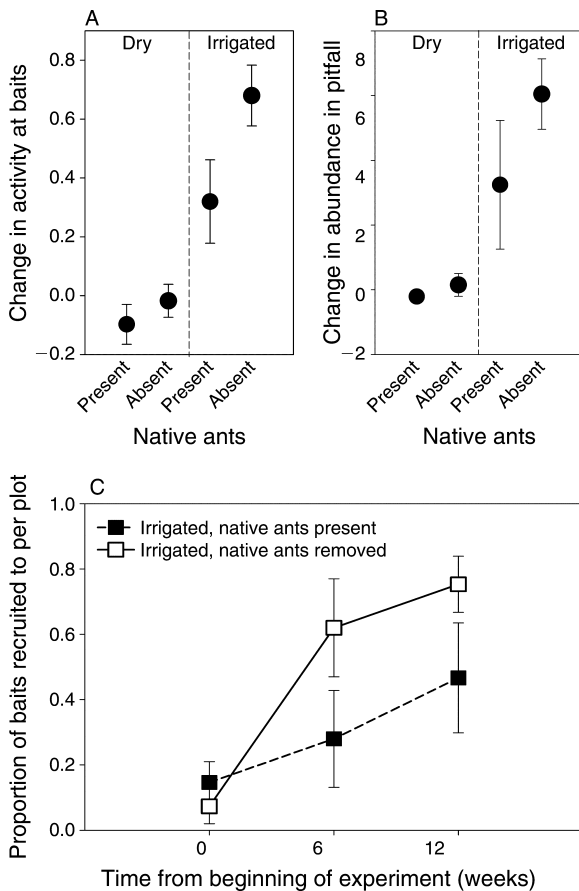 A
Dry
Irrigated
Change in activity at baits
0.8
0.6
0.4
0.2
0.0
−0.2
Present
Absent
Present
Absent
Native ants
B
Dry
Irrigated
Change in abundance in pitfall
8
6
4
2
0
−2
Present
Absent
Present
Absent
Native ants
C
Proportion of baits recruited to per plot
1.0
0.8
0.6
0.4
0.2
0.0
Irrigated, native ants present
Irrigated, native ants removed
0
6
12
Time from beginning of experiment (weeks)